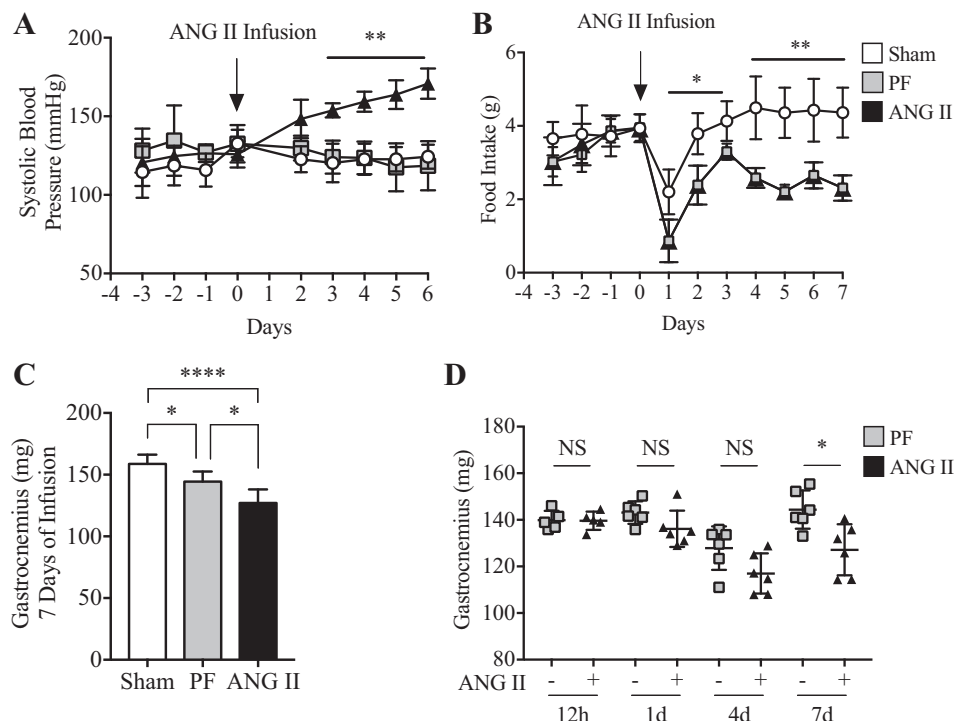 A
ANG II Infusion
**
Systolic Blood
Pressure (mmHg)
200
150
100
50
-4 -3 -2 -1 0 1 2 3 4 5 6
Days
B
ANG II Infusion
*
**
Sham
PF
ANG II
Food Intake (g)
6
4
2
0
-4 -3 -2 -1 0 1 2 3 4 5 6 7
Days
C
****
* *
Gastrocnemius (mg)
7 Days of Infusion
200
150
100
50
0
Sham PF ANG II
D
NS NS NS *
PF
ANG II
Gastrocnemius (mg)
180
160
140
120
100
80
ANG II - + - + - + - +
12h 1d 4d 7d